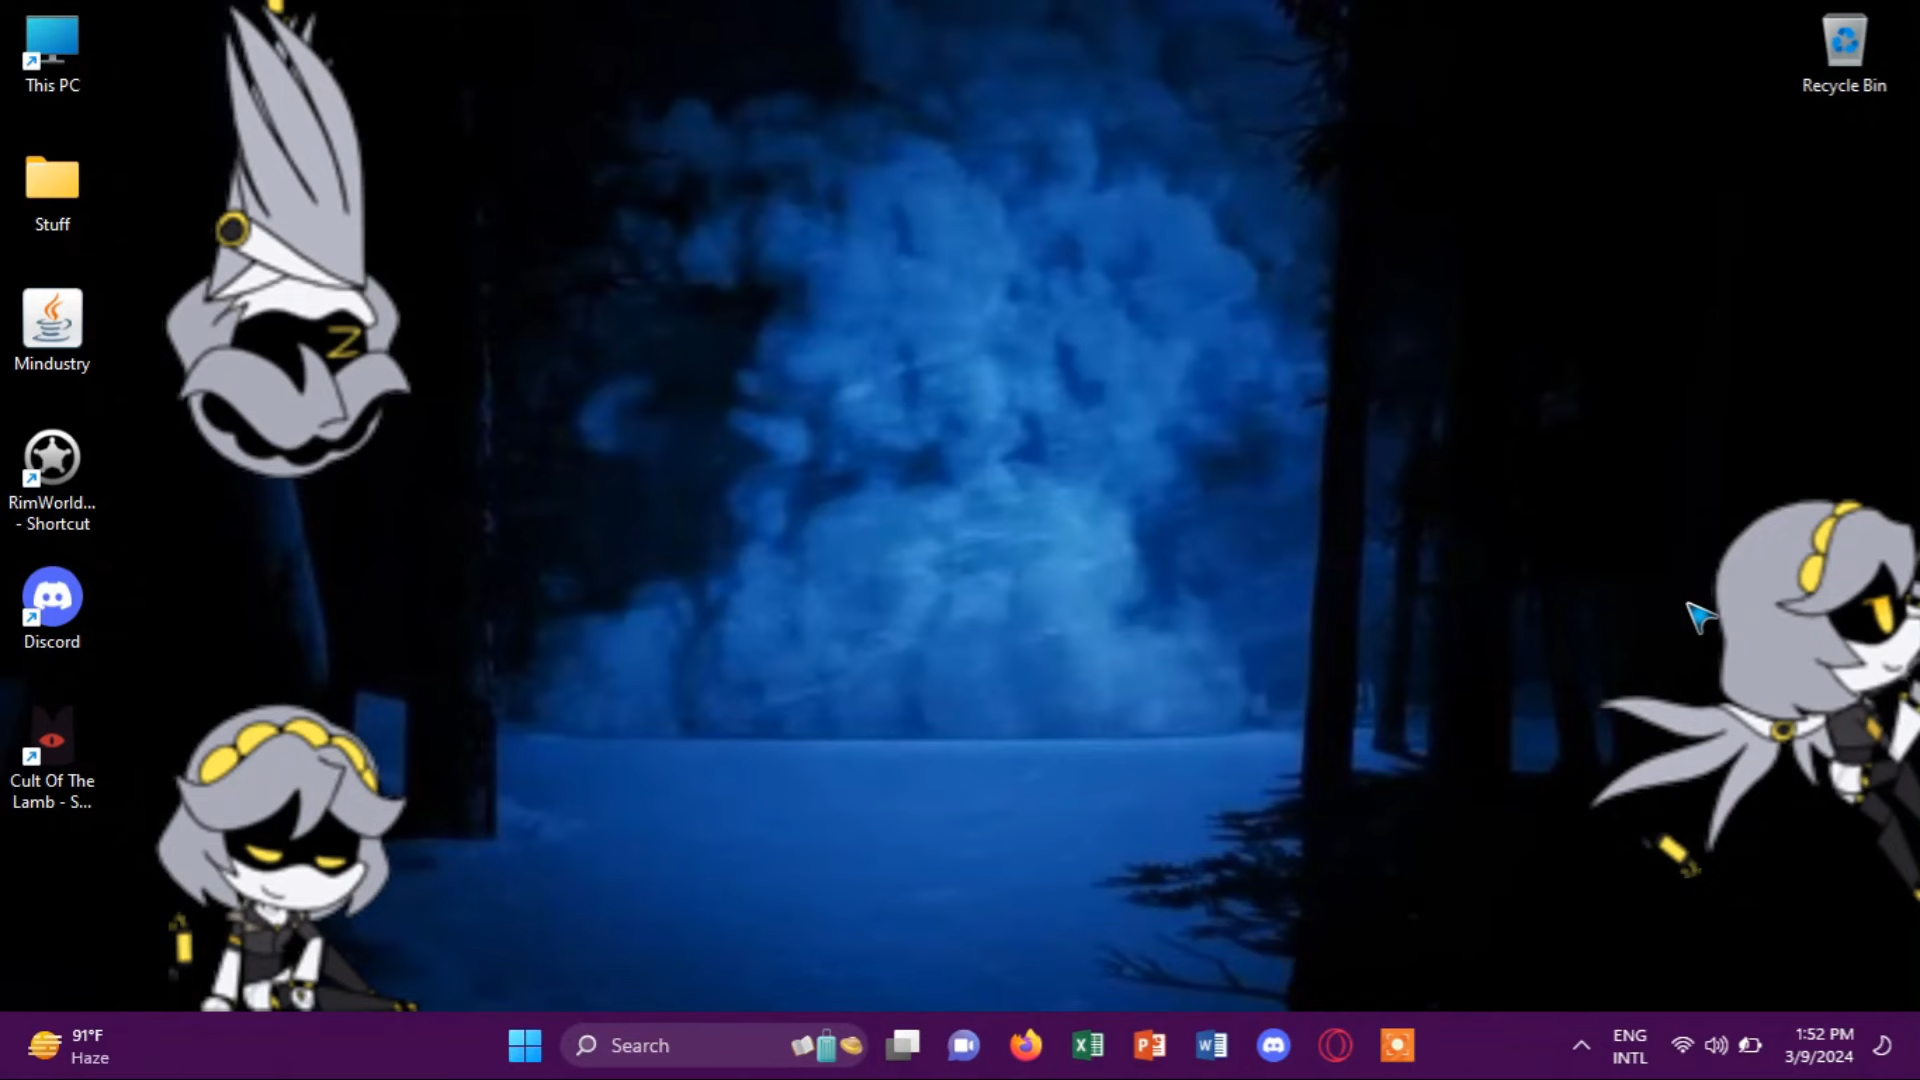 This PC
Stuff
Mindustry
RimWorld...
- Shortcut
Discord
Cult Of The
Lamb - S...
Recycle Bin
Z
91°F
Haze
Search
ENG
INTL
1:52 PM
3/9/2024